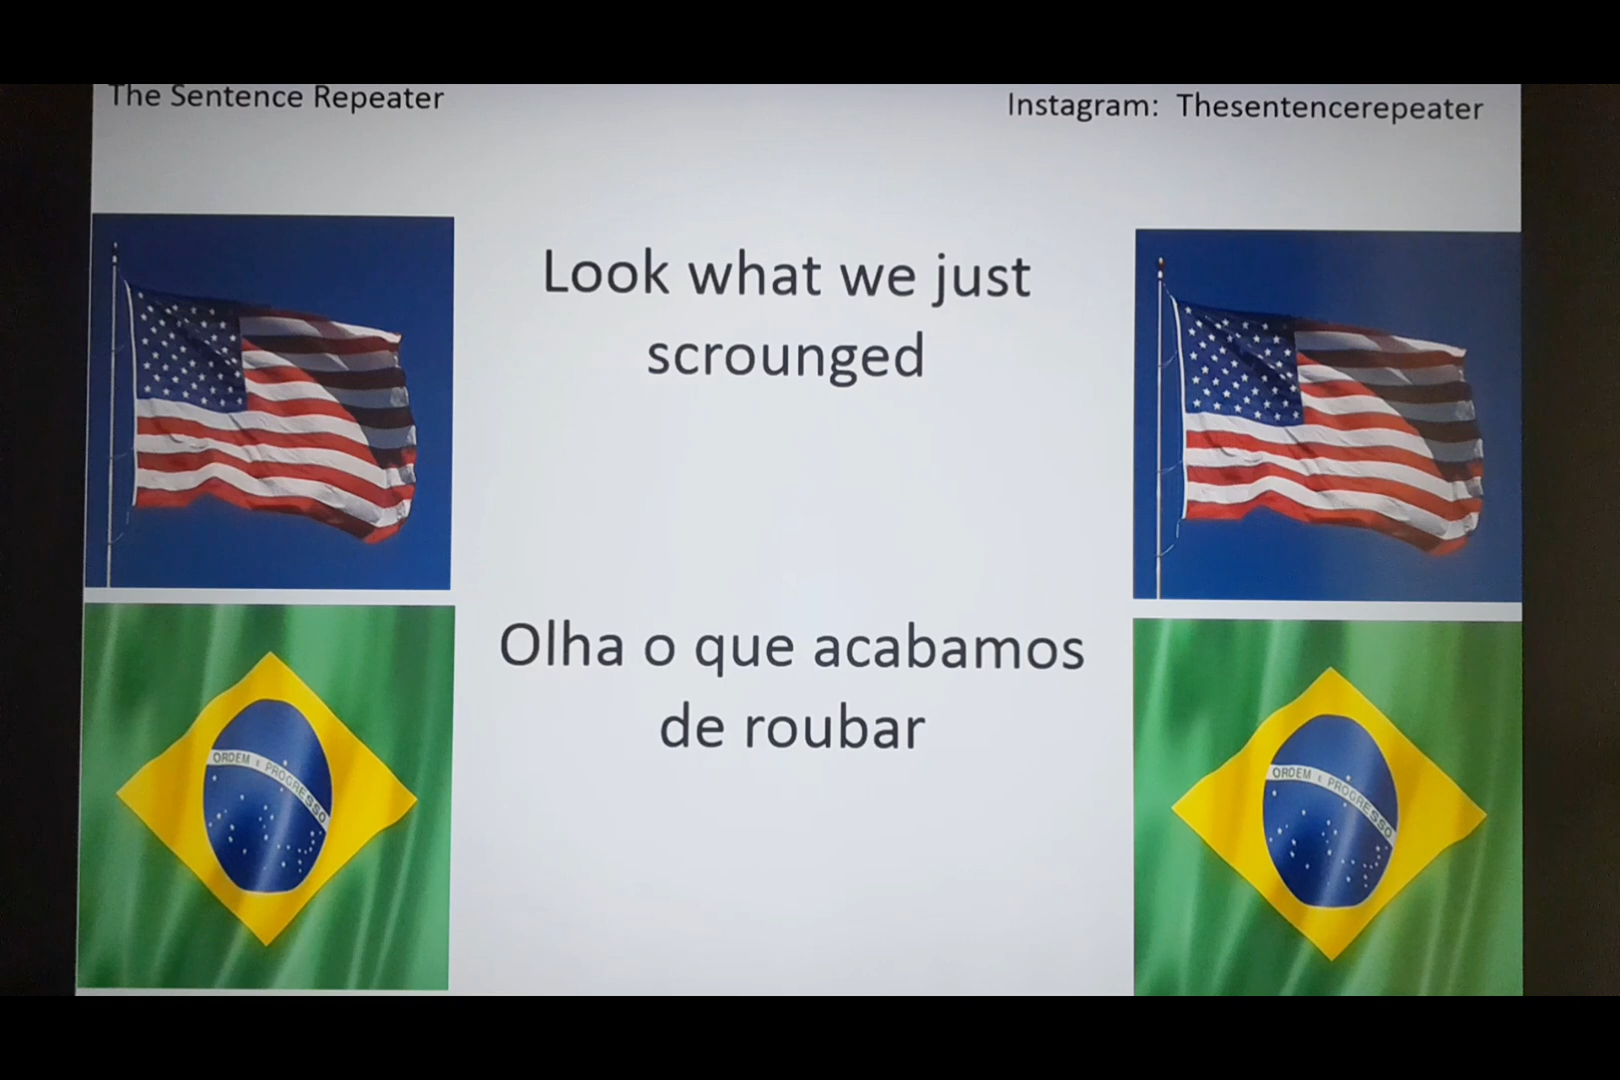 The Sentence Repeater
Instagram: Thesentencerepeater
Look what we just
scrounged
Olha o que acabamos
de roubar
ORDEM E PROGRESSO
ORDEM E PROGRESSO